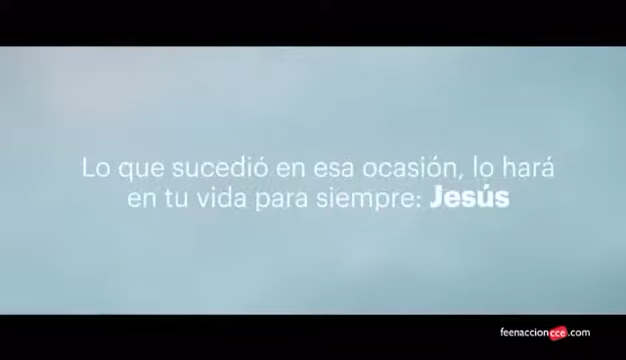 Lo que sucedió en esa ocasión, lo hará
en tu vida para siempre: Jesús
feenaccioncce.com